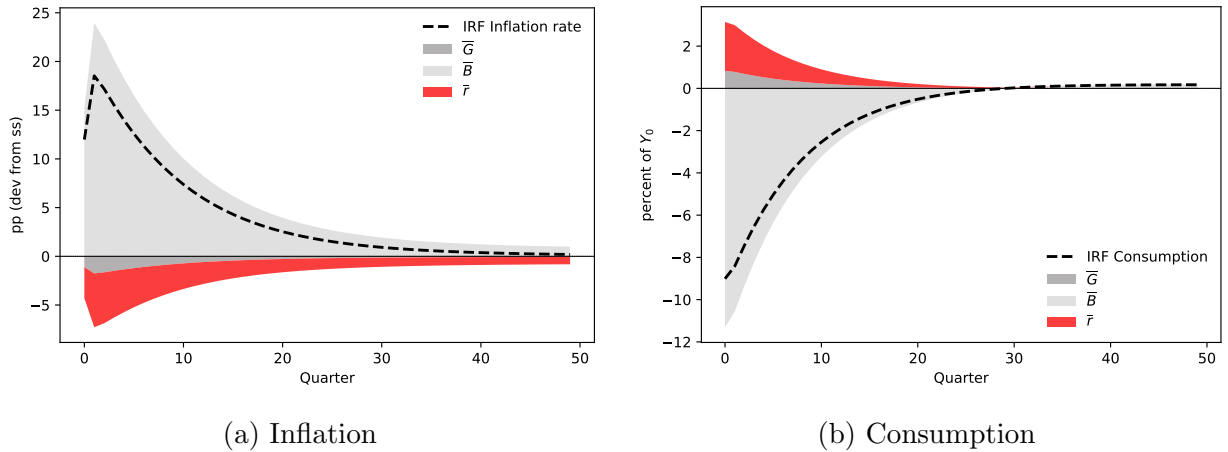 25
20
15
10
5
0
−5
pp (dev from ss)
0 10 20 30 40 50
Quarter
IRF Inflation rate
G̅
B̅
r̅
(a) Inflation
2
0
−2
−4
−6
−8
−10
−12
percent of Y₀
0 10 20 30 40 50
Quarter
IRF Consumption
G̅
B̅
r̅
(b) Consumption